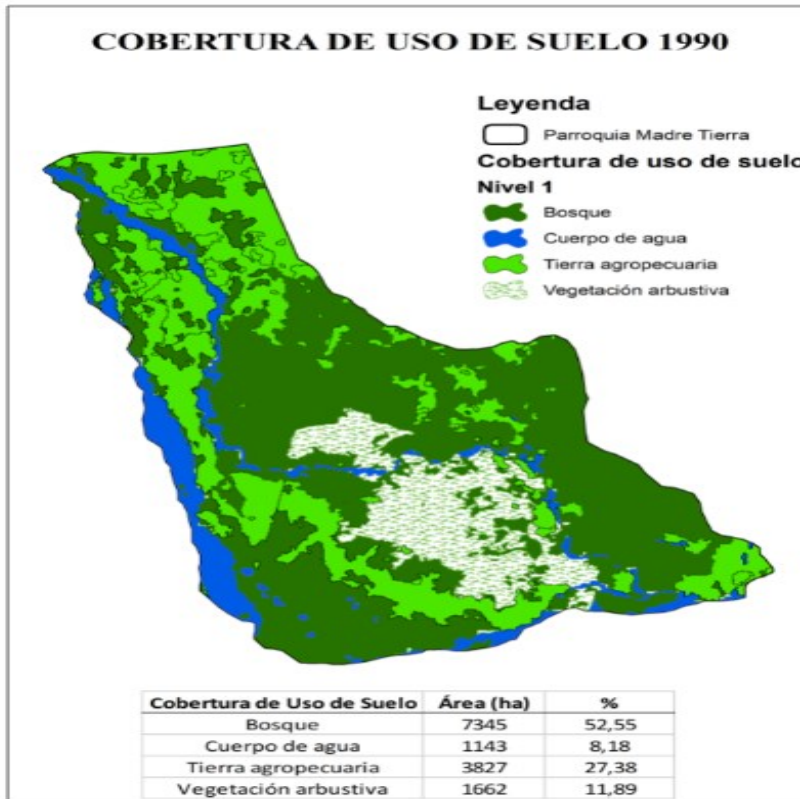 COBERTURA DE USO DE SUELO 1990
Leyenda
Parroquia Madre Tierra
Cobertura de uso de suelo
Nivel 1
Bosque
Cuerpo de agua
Tierra agropecuaria
Vegetación arbustiva
Cobertura de Uso de Suelo Área (ha) %
Bosque 7345 52,55
Cuerpo de agua 1143 8,18
Tierra agropecuaria 3827 27,38
Vegetación arbustiva 1662 11,89